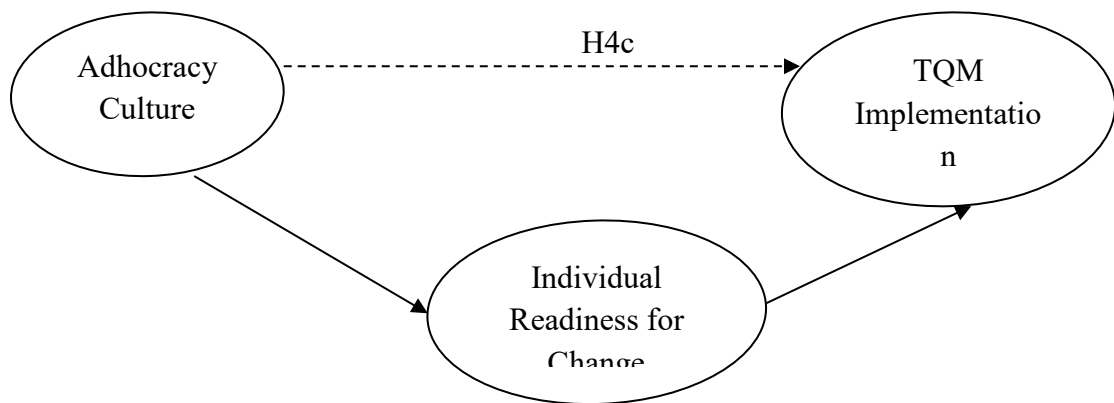 H4c
Adhocracy
Culture
TQM
Implementatio
n
Individual
Readiness for
Change